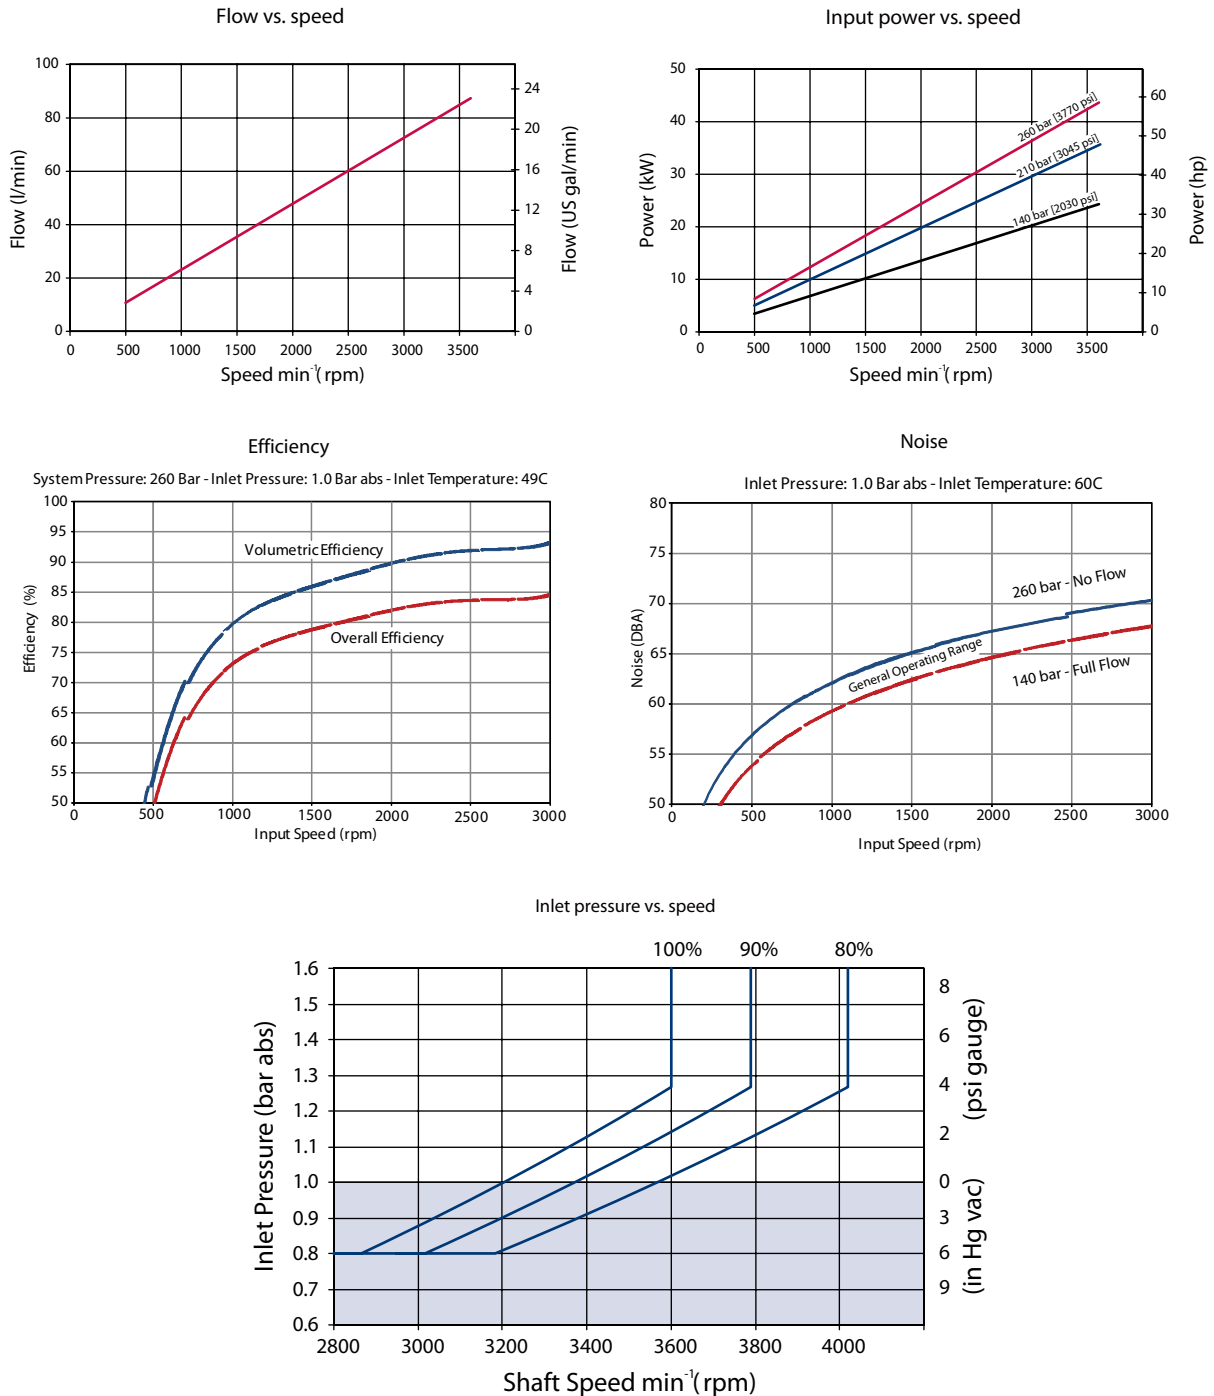 Flow vs. speed
100
80
60
40
20
0
24
20
16
12
8
4
0
0 500 1000 1500 2000 2500 3000 3500
Flow (l/min)
Flow (US gal/min)
Speed min⁻¹( rpm)
Input power vs. speed
50
40
30
20
10
0
60
50
40
30
20
10
0
260 bar [3770 psi]
210 bar [3045 psi]
140 bar [2030 psi]
0 500 1000 1500 2000 2500 3000 3500
Power (kW)
Power (hp)
Speed min⁻¹( rpm)
Efficiency
System Pressure: 260 Bar - Inlet Pressure: 1.0 Bar abs - Inlet Temperature: 49C
100
95
90
85
80
75
70
65
60
55
50
Volumetric Efficiency
Overall Efficiency
0 500 1000 1500 2000 2500 3000
Efficiency (%)
Input Speed (rpm)
Noise
Inlet Pressure: 1.0 Bar abs - Inlet Temperature: 60C
80
75
70
65
60
55
50
260 bar - No Flow
General Operating Range
140 bar - Full Flow
0 500 1000 1500 2000 2500 3000
Noise (DBA)
Input Speed (rpm)
Inlet pressure vs. speed
100% 90% 80%
1.6
1.5
1.4
1.3
1.2
1.1
1.0
0.9
0.8
0.7
0.6
8
6
4
2
0
3
6
9
Inlet Pressure (bar abs)
(psi gauge)
(in Hg vac)
2800 3000 3200 3400 3600 3800 4000
Shaft Speed min⁻¹( rpm)